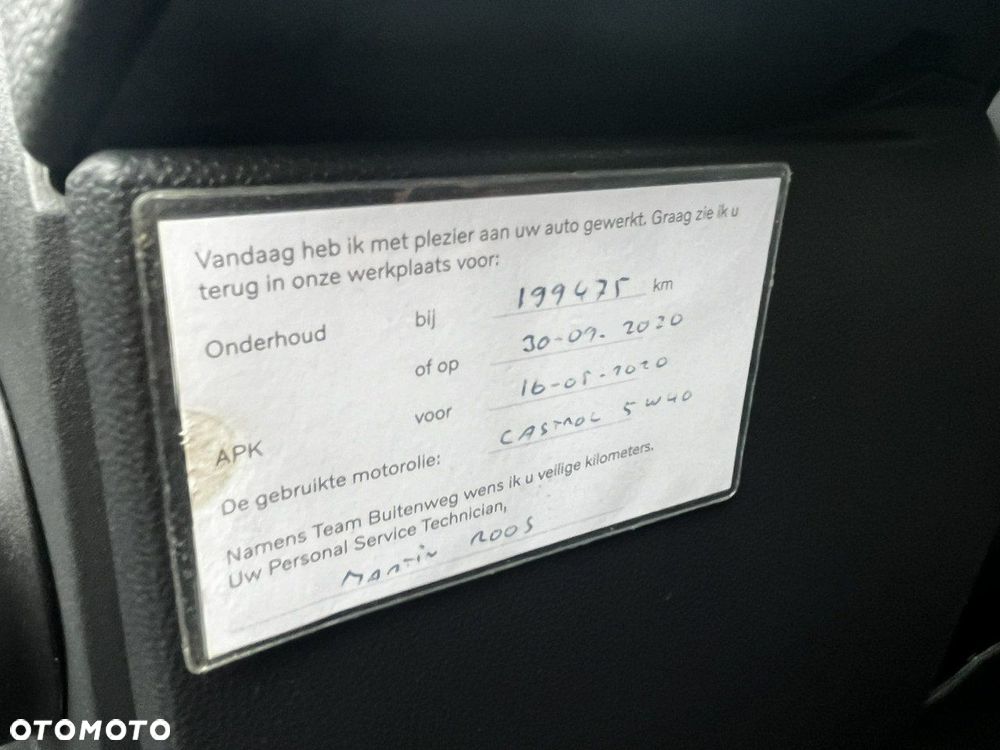 Vandaag heb ik met plezier aan uw auto gewerkt. Graag zie ik u
terug in onze werkplaats voor:
Onderhoud bij 199475 km
of op 30-09-2020
APK voor 16-05-2020
De gebruikte motorolie: CASTROL 5W40
Namens Team Buitenweg wens ik u veilige kilometers.
Uw Personal Service Technician,
MARTIN ROOS
OTOMOTO